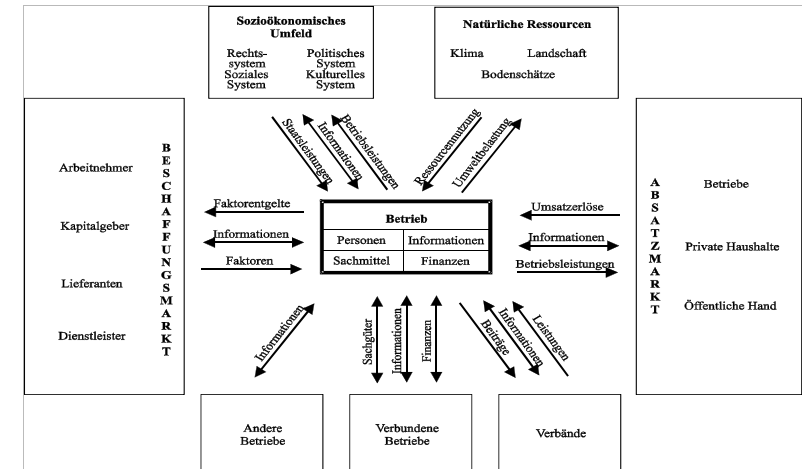 Sozioökonomisches
Umfeld
Rechts-
system
Politisches
System
Soziales
System
Kulturelles
System
Natürliche Ressourcen
Klima
Landschaft
Bodenschätze
Staatsleistungen
Informationen
Betriebsleistungen
Ressourcennutzung
Umweltbelastung
Arbeitnehmer
Kapitalgeber
Lieferanten
Dienstleister
BESCHAFFUNGSMARKT
Faktorentgelte
Informationen
Faktoren
Betrieb
Personen
Informationen
Sachmittel
Finanzen
Umsatzerlöse
Informationen
Betriebsleistungen
ABSATZMARKT
Betriebe
Private Haushalte
Öffentliche Hand
Informationen
Sachgüter
Informationen
Finanzen
Beiträge
Informationen
Leistungen
Andere
Betriebe
Verbundene
Betriebe
Verbände